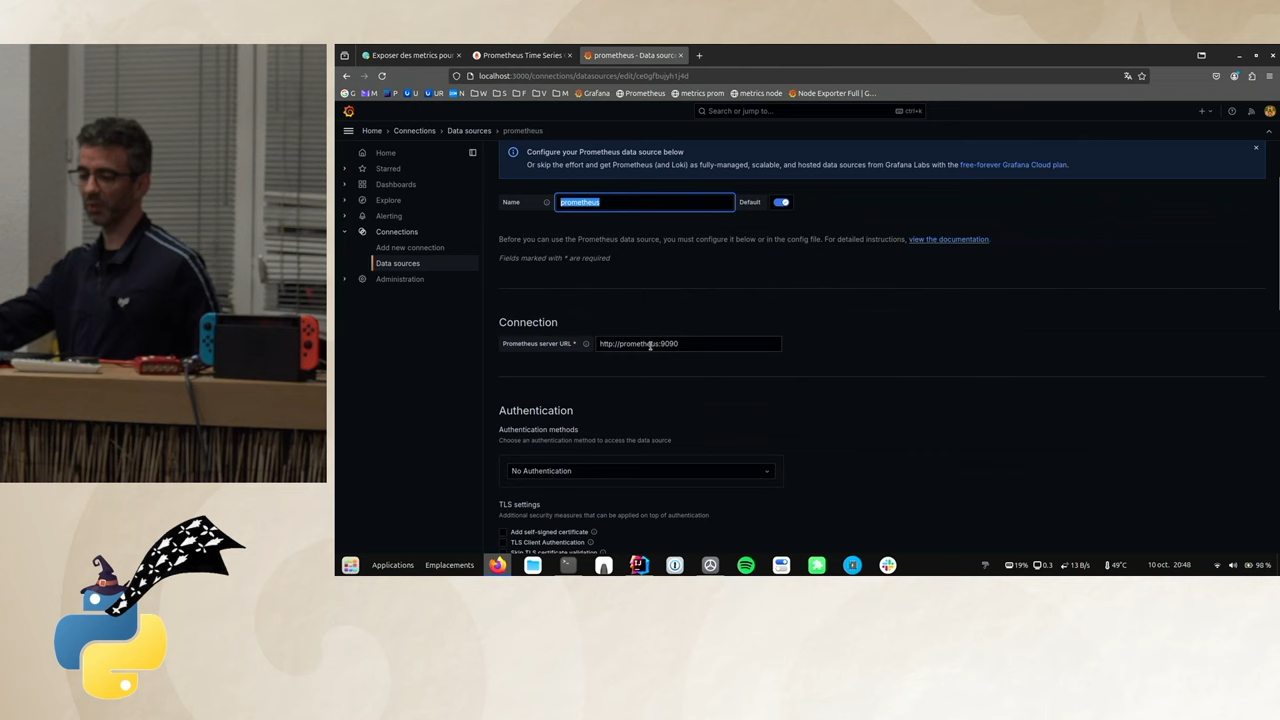 Exposer des metrics pou
Prometheus Time Series
prometheus - Data sourc
localhost:3000/connections/datasources/edit/ce0gfbujyh1j4d
G M P U UR N W S F V M Grafana Prometheus metrics prom metrics node Node Exporter Full | G…
Search or jump to... ctrl+k
Home > Connections > Data sources > prometheus
Home
Starred
Dashboards
Explore
Alerting
Connections
Add new connection
Data sources
Administration
Configure your Prometheus data source below
Or skip the effort and get Prometheus (and Loki) as fully-managed, scalable, and hosted data sources from Grafana Labs with the free-forever Grafana Cloud plan.
Name prometheus Default
Before you can use the Prometheus data source, you must configure it below or in the config file. For detailed instructions, view the documentation.
Fields marked with * are required
Connection
Prometheus server URL * http://prometheus:9090
Authentication
Authentication methods
Choose an authentication method to access the data source
No Authentication
TLS settings
Additional security measures that can be applied on top of authentication
Add self-signed certificate
TLS Client Authentication
Skip TLS certificate validation
Applications Emplacements 19% 0.3 13 B/s 49°C 10 oct. 20:48 98 %